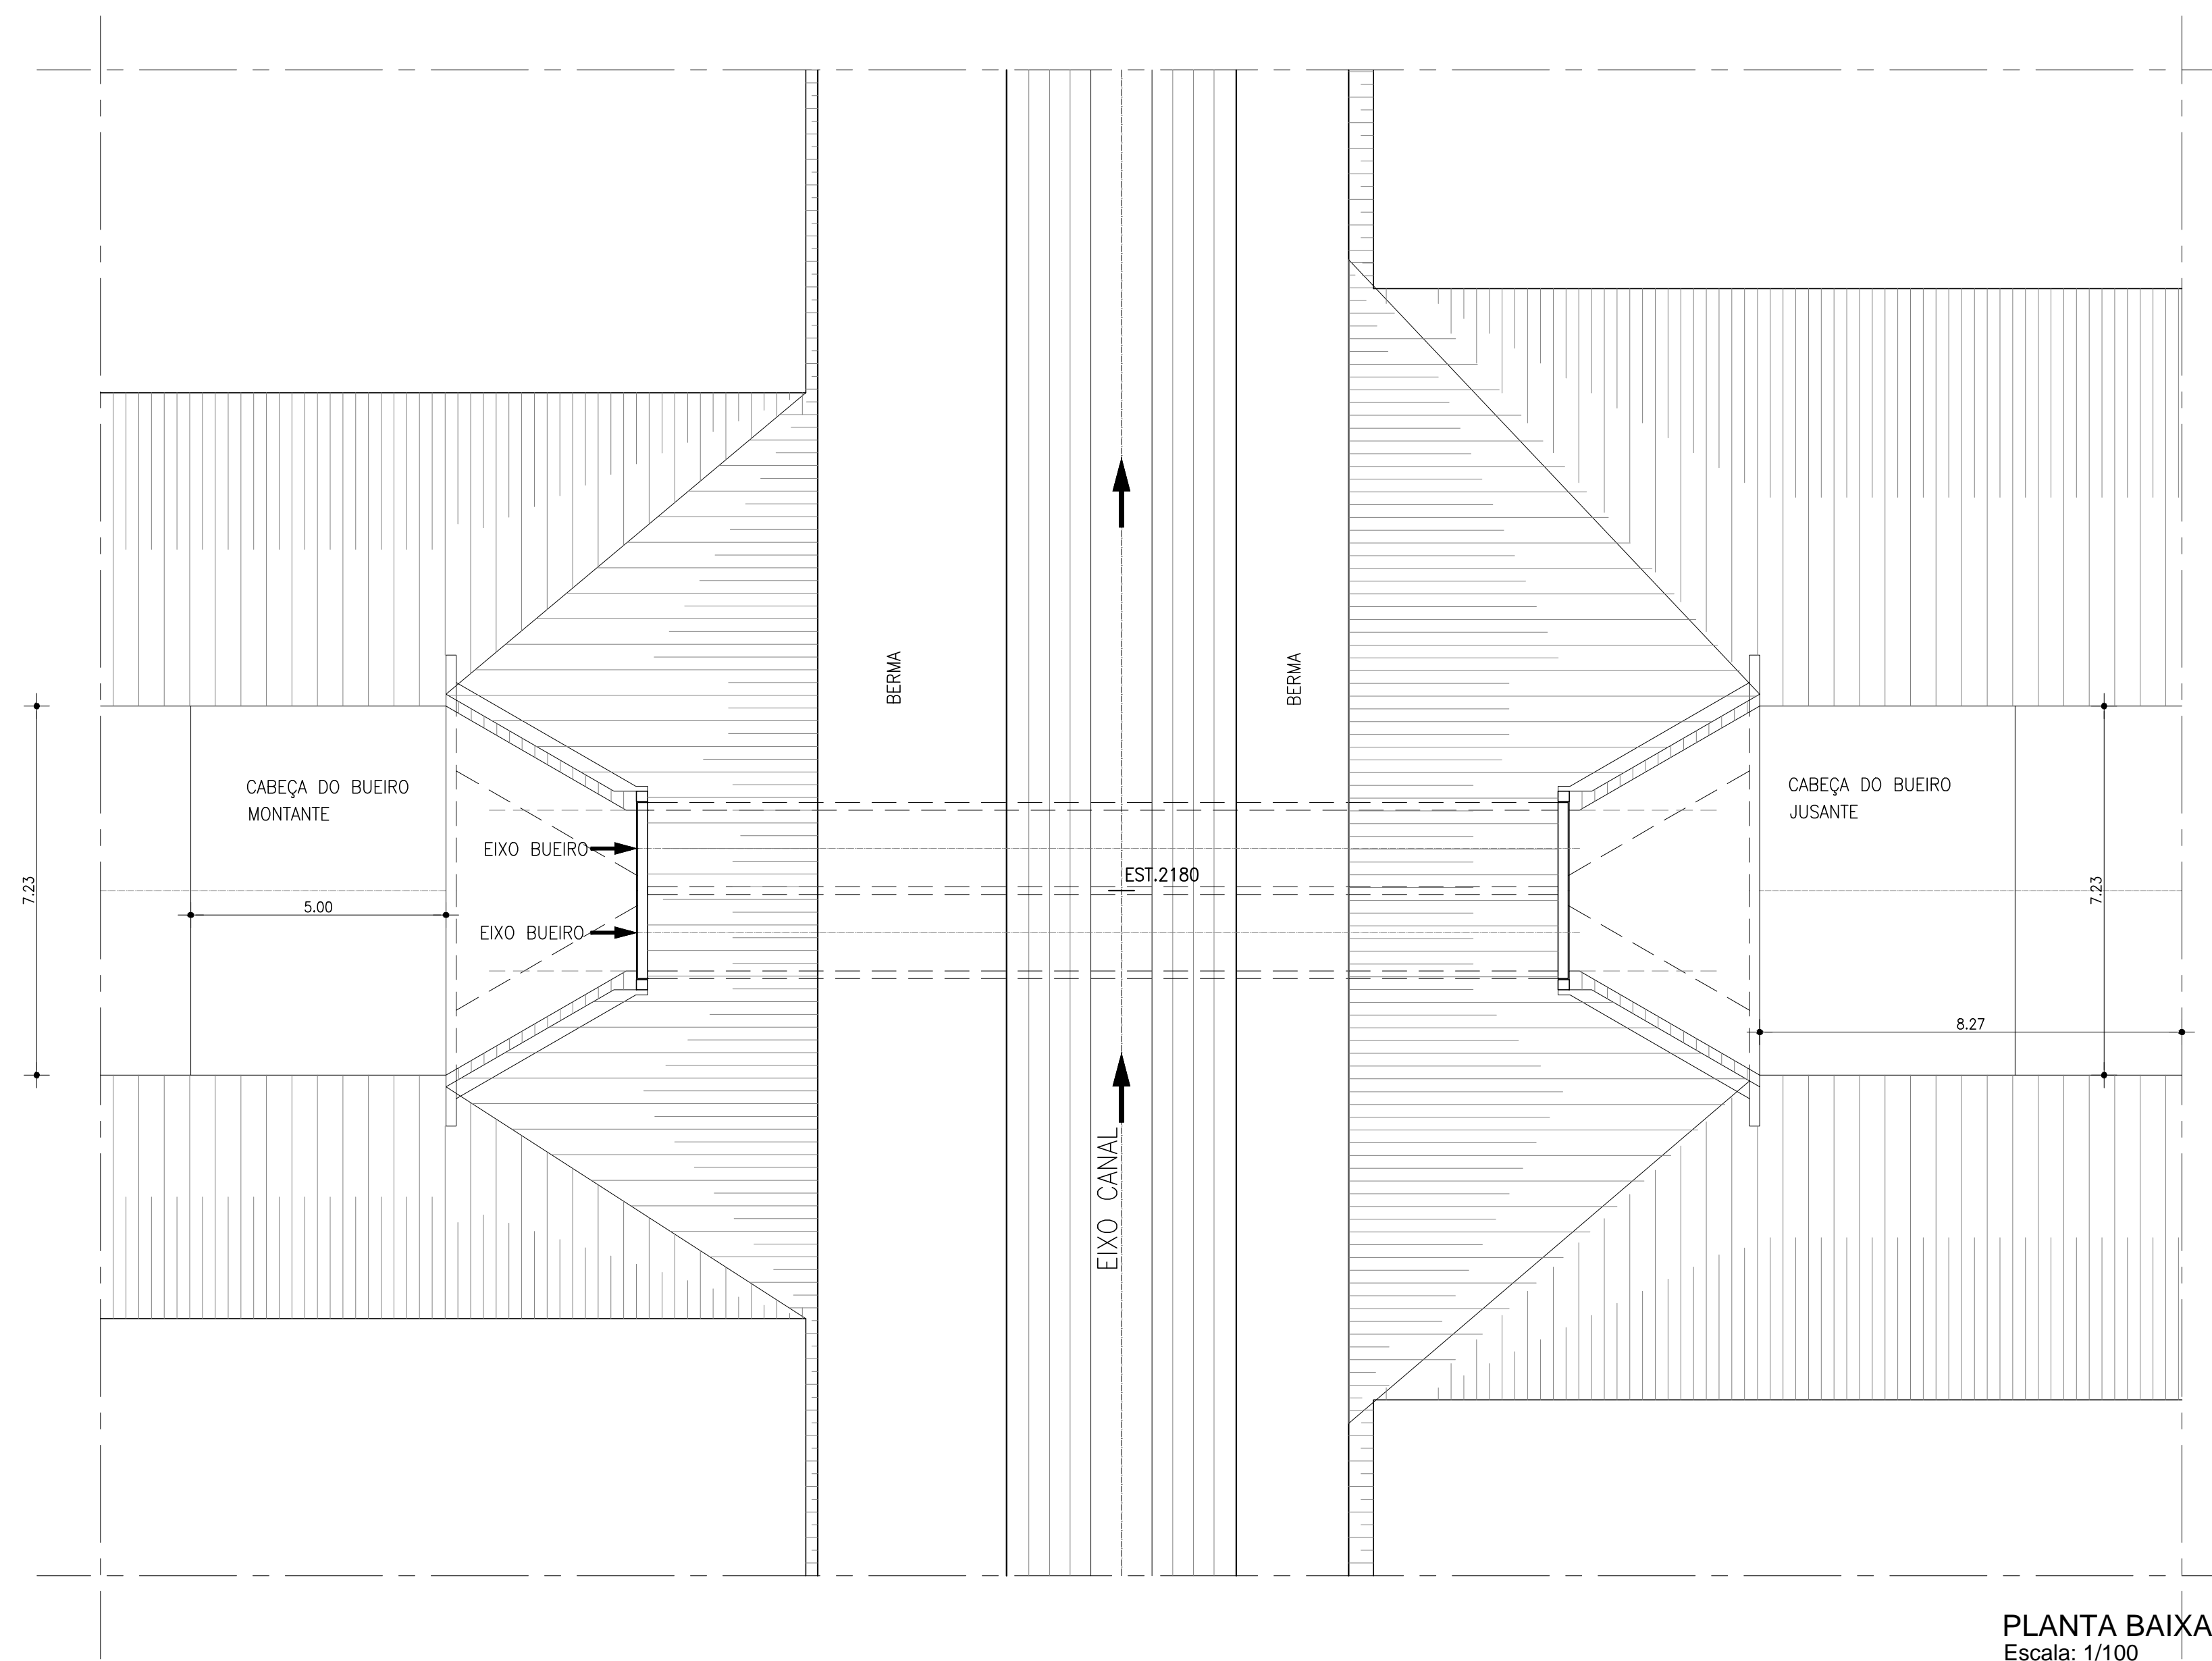 BERMA
BERMA
CABEÇA DO BUEIRO
MONTANTE
CABEÇA DO BUEIRO
JUSANTE
EIXO BUEIRO
EST.2180
7.23
5.00
7.23
EIXO BUEIRO
8.27
EIXO CANAL
PLANTA BAIXA
Escala: 1/100